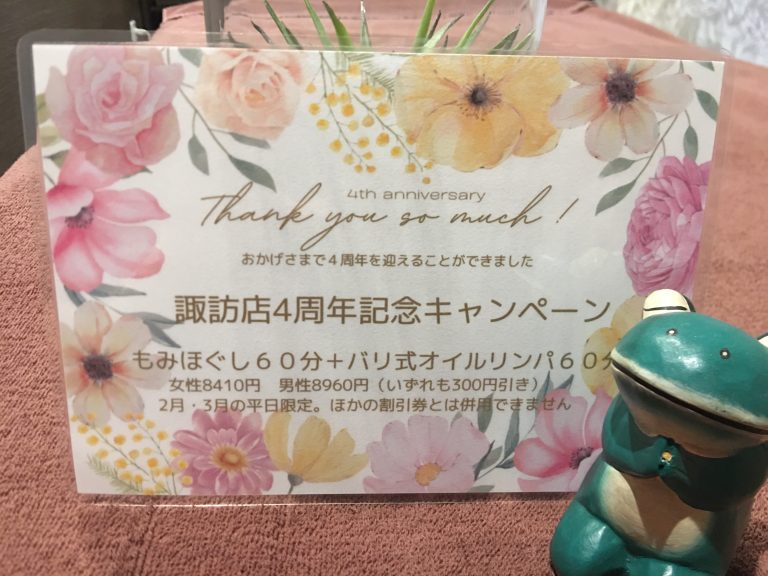 4th anniversary
Thank you so much !
おかげさまで４周年を迎えることができました
諏訪店4周年記念キャンペーン
もみほぐし６０分＋バリ式オイルリンパ６０分
女性8410円　男性8960円（いずれも300円引き）
2月・3月の平日限定。ほかの割引券とは併用できません